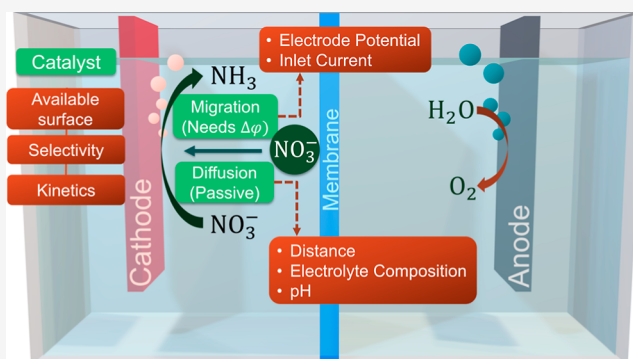 Catalyst
Available
surface
Selectivity
Kinetics
Cathode
NH₃
Migration
(Needs Δφ)
NO₃⁻
Diffusion
(Passive)
NO₃⁻
• Electrode Potential
• Inlet Current
Membrane
• Distance
• Electrolyte Composition
• pH
H₂O
O₂
Anode